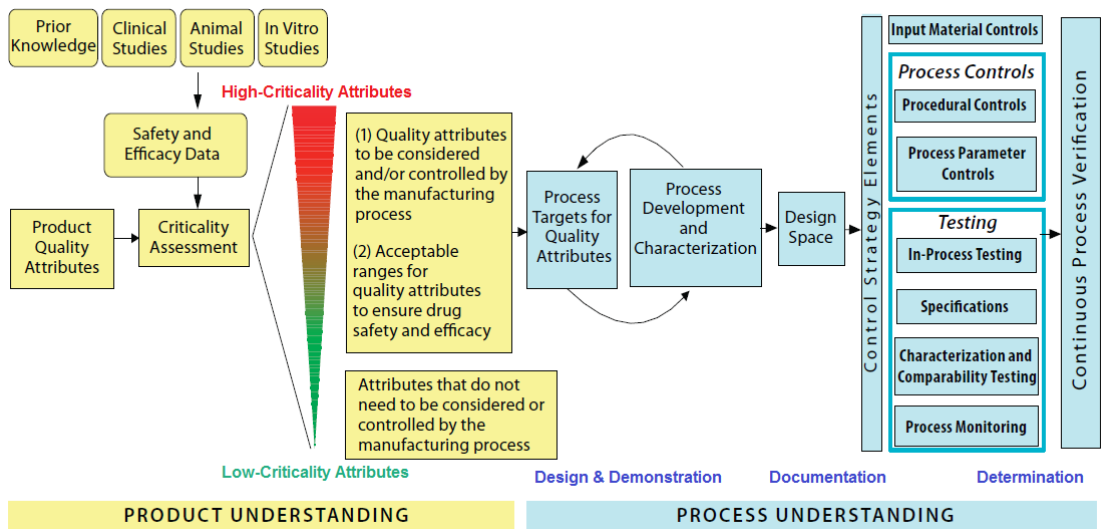 Prior
Knowledge
Clinical
Studies
Animal
Studies
In Vitro
Studies
Safety and
Efficacy Data
Product
Quality
Attributes
Criticality
Assessment
High-Criticality Attributes
(1) Quality attributes
to be considered
and/or controlled by
the manufacturing
process
(2) Acceptable
ranges for
quality attributes
to ensure drug
safety and efficacy
Attributes that do not
need to be considered or
controlled by the
manufacturing process
Low-Criticality Attributes
Process
Targets for
Quality
Attributes
Process
Development
and
Characterization
Design
Space
Control Strategy Elements
Input Material Controls
Process Controls
Procedural Controls
Process Parameter
Controls
Testing
In-Process Testing
Specifications
Characterization and
Comparability Testing
Process Monitoring
Continuous Process Verification
Design & Demonstration
Documentation
Determination
PRODUCT UNDERSTANDING
PROCESS UNDERSTANDING